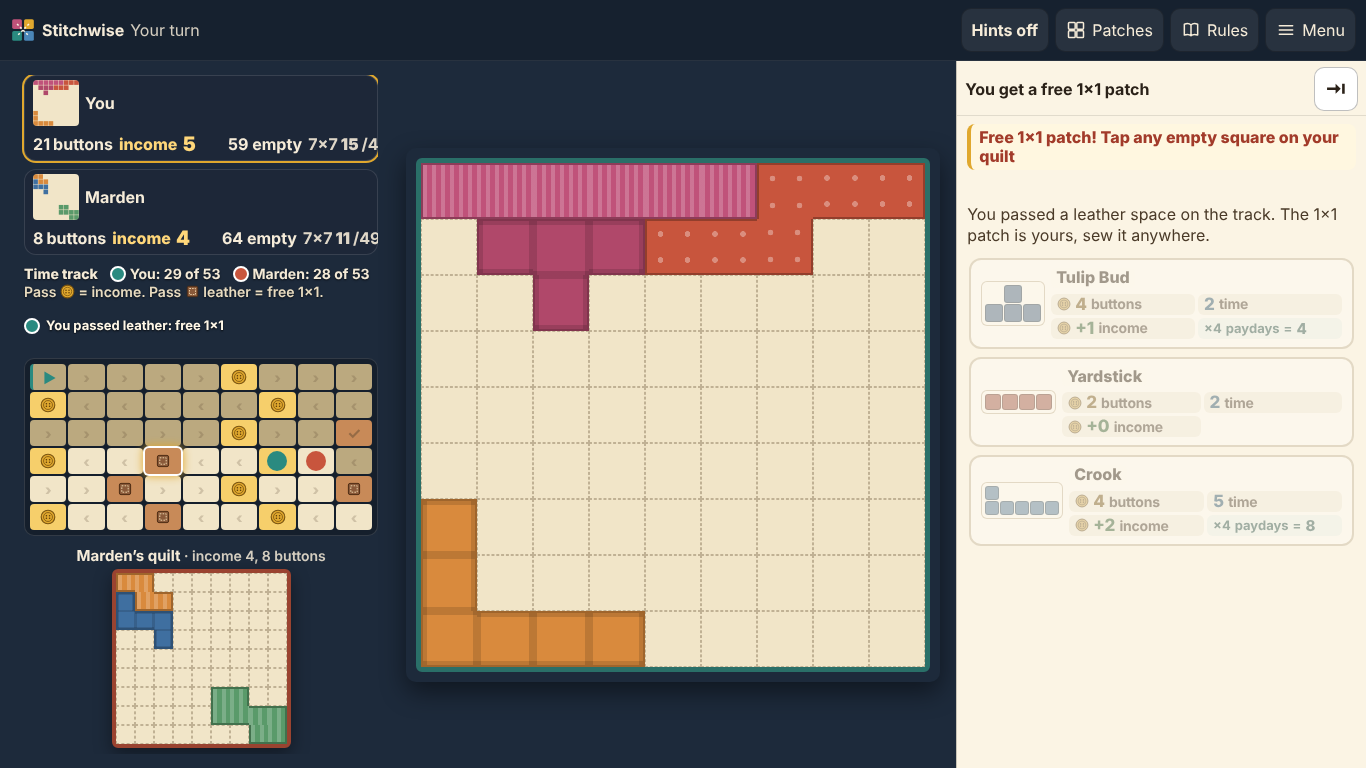 Stitchwise Your turn
Hints off
Patches
Rules
Menu
You
21 buttons income 5 59 empty 7×7 15/4
Marden
8 buttons income 4 64 empty 7×7 11/49
Time track You: 29 of 53 Marden: 28 of 53
Pass = income. Pass leather = free 1×1.
You passed leather: free 1×1
Marden’s quilt · income 4, 8 buttons
You get a free 1×1 patch
Free 1×1 patch! Tap any empty square on your
quilt
You passed a leather space on the track. The 1×1
patch is yours, sew it anywhere.
Tulip Bud
4 buttons 2 time
+1 income ×4 paydays = 4
Yardstick
2 buttons 2 time
+0 income
Crook
4 buttons 5 time
+2 income ×4 paydays = 8